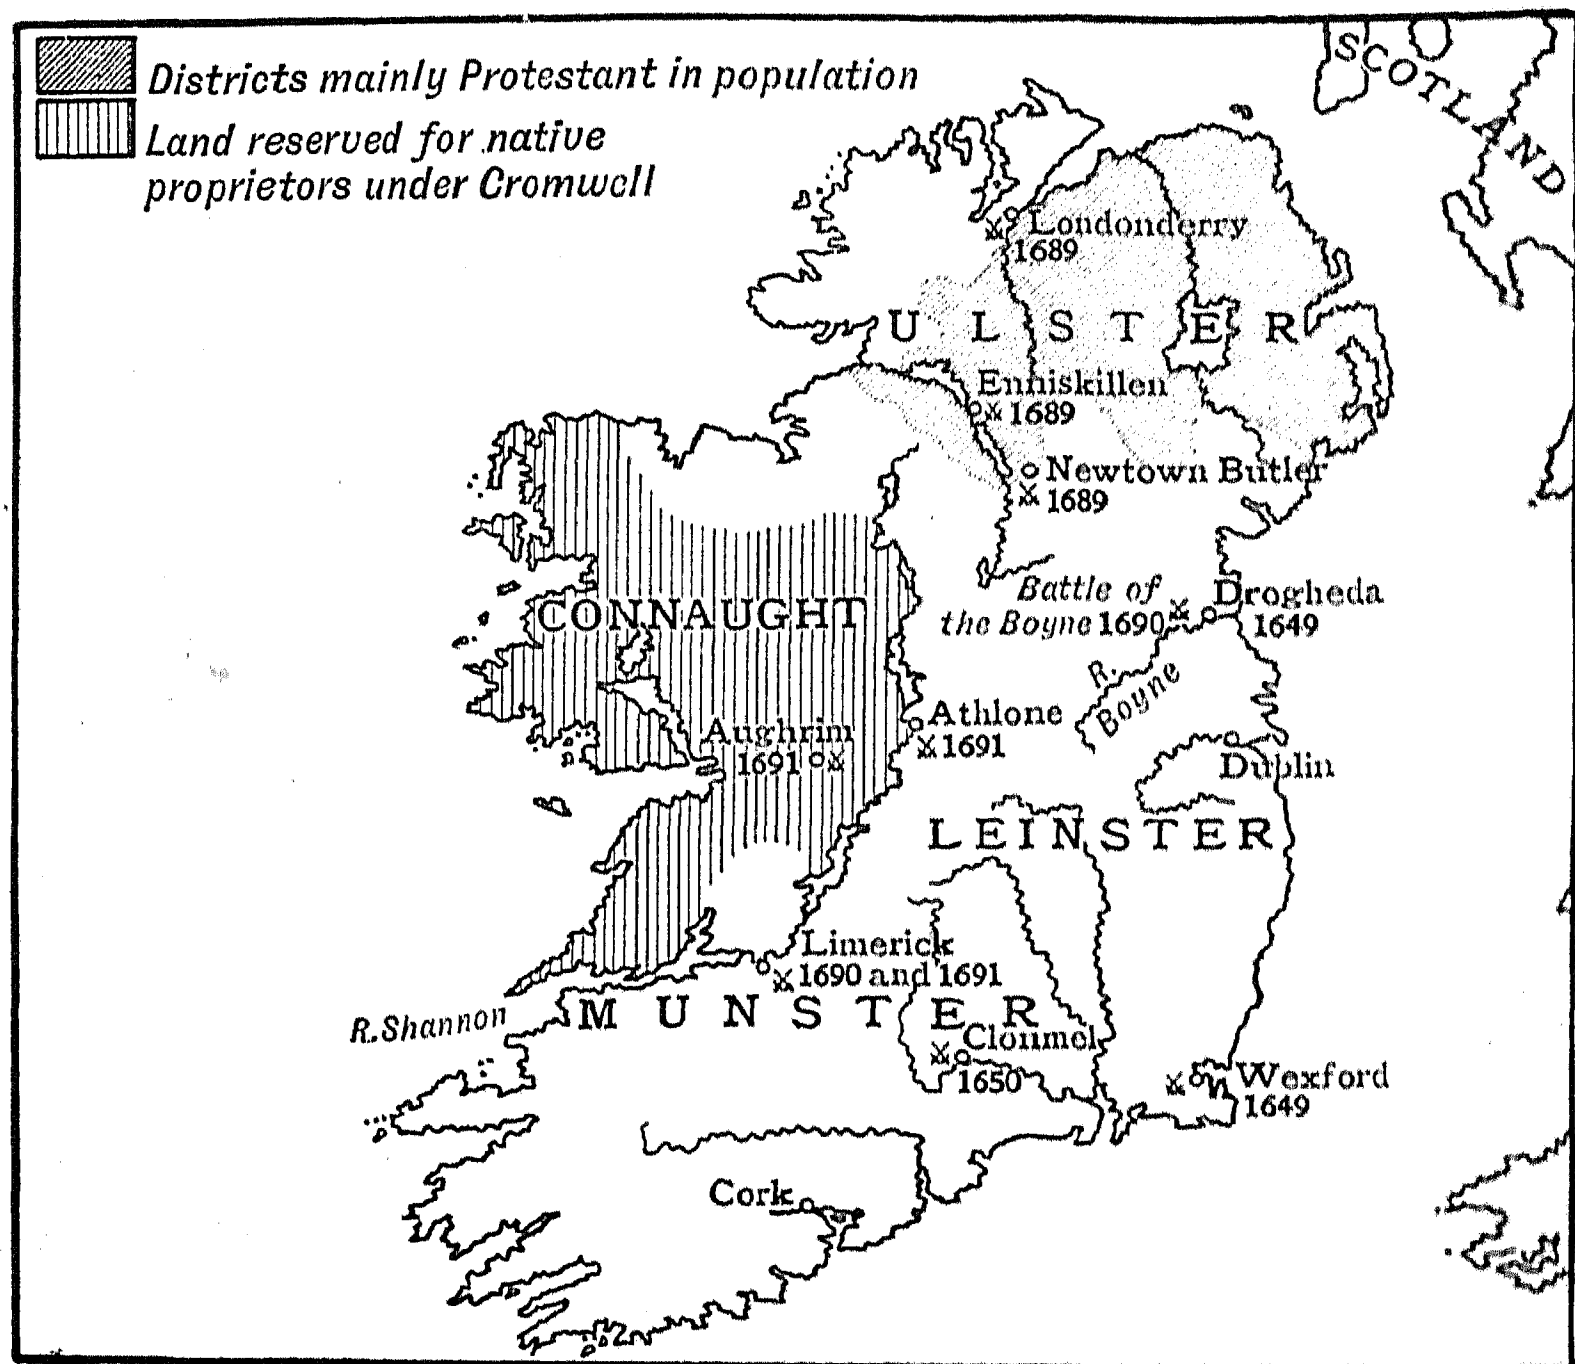 Districts mainly Protestant in population
Land reserved for native
proprietors under Cromwell
SCOTLAND
Londonderry
1689
ULSTER
Enniskillen
1689
Newtown Butler
1689
CONNAUGHT
Battle of
the Boyne 1690
Drogheda
1649
R.
Boyne
Athlone
1691
Aughrim
1691
Dublin
LEINSTER
Limerick
1690 and 1691
R. Shannon
MUNSTER
Clonmel
1650
Wexford
1649
Cork